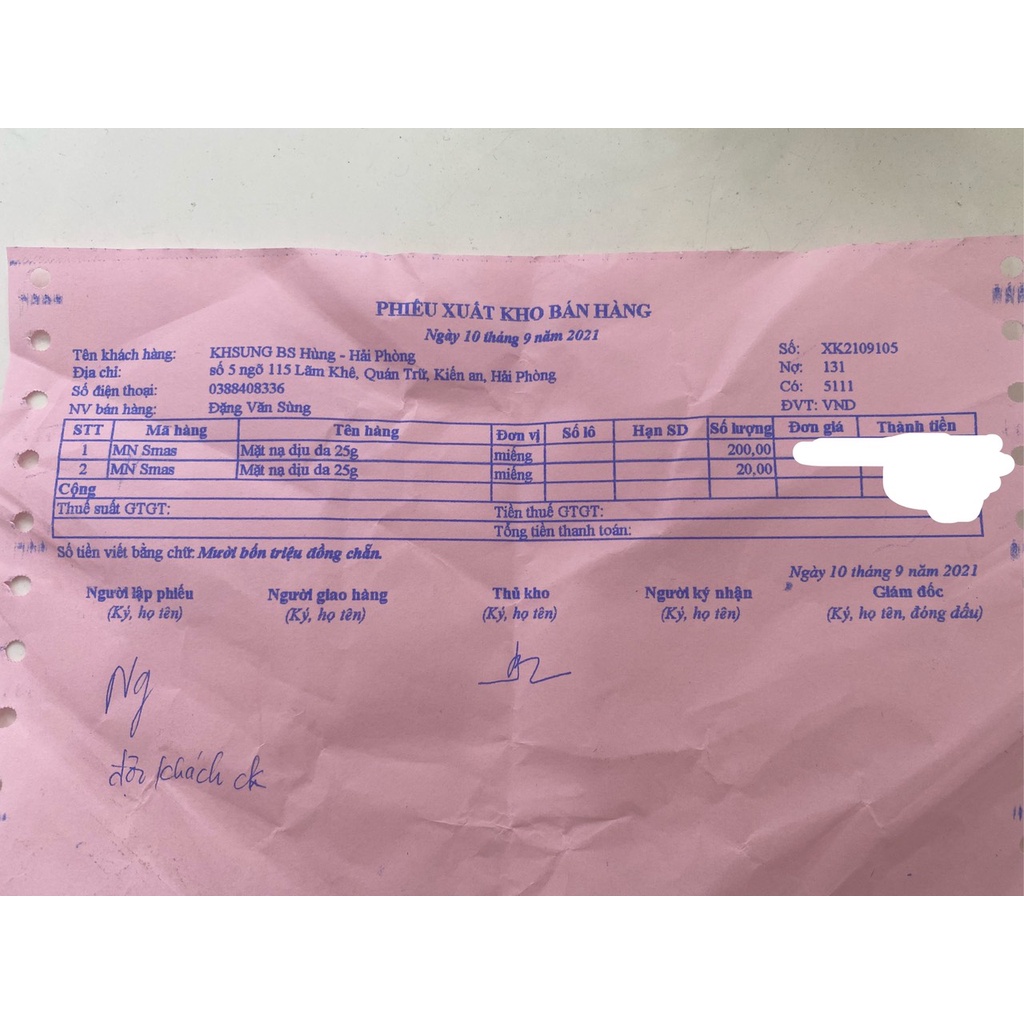 PHIẾU XUẤT KHO BÁN HÀNG
Ngày 10 tháng 9 năm 2021
Tên khách hàng: KHSUNG BS Hùng - Hải Phòng
Địa chỉ: số 5 ngõ 115 Lãm Khê, Quán Trữ, Kiến an, Hải Phòng
Số điện thoại: 0388408336
NV bán hàng: Đặng Văn Sùng
Số: XK2109105
Nợ: 131
Có: 5111
ĐVT: VND
STT Mã hàng Tên hàng Đơn vị Số lô Hạn SD Số lượng Đơn giá Thành tiền
1 MN Smas Mặt nạ dịu da 25g miếng 200,00
2 MN Smas Mặt nạ dịu da 25g miếng 20,00
Cộng
Thuế suất GTGT: Tiền thuế GTGT:
Tổng tiền thanh toán:
Số tiền viết bằng chữ: Mười bốn triệu đồng chẵn.
Ngày 10 tháng 9 năm 2021
Người lập phiếu Người giao hàng Thủ kho Người ký nhận Giám đốc
(Ký, họ tên) (Ký, họ tên) (Ký, họ tên) (Ký, họ tên) (Ký, họ tên, đóng dấu)
Ng
khách ck